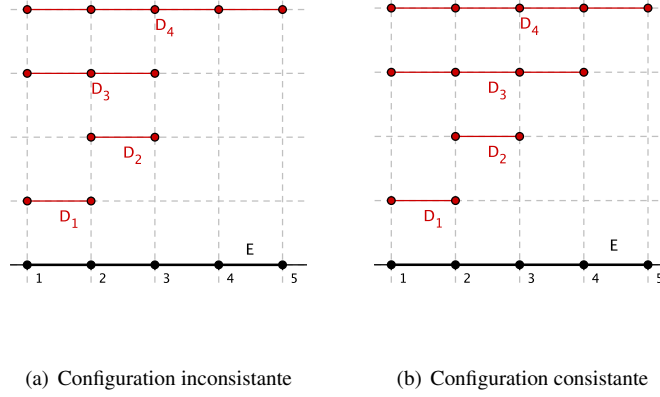 D4 D4
D3 D3
D2 D2
D1 D1
E E
1 2 3 4 5 1 2 3 4 5
(a) Configuration inconsistante (b) Configuration consistante